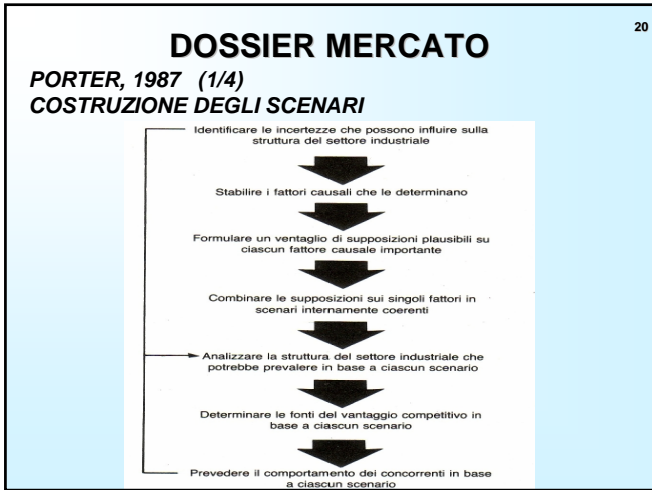 20
DOSSIER MERCATO
PORTER, 1987 (1/4)
COSTRUZIONE DEGLI SCENARI
Identificare le incertezze che possono influire sulla
struttura del settore industriale
Stabilire i fattori causali che le determinano
Formulare un ventaglio di supposizioni plausibili su
ciascun fattore causale importante
Combinare le supposizioni sui singoli fattori in
scenari internamente coerenti
Analizzare la struttura del settore industriale che
potrebbe prevalere in base a ciascun scenario
Determinare le fonti del vantaggio competitivo in
base a ciascun scenario
Prevedere il comportamento dei concorrenti in base
a ciascun scenario